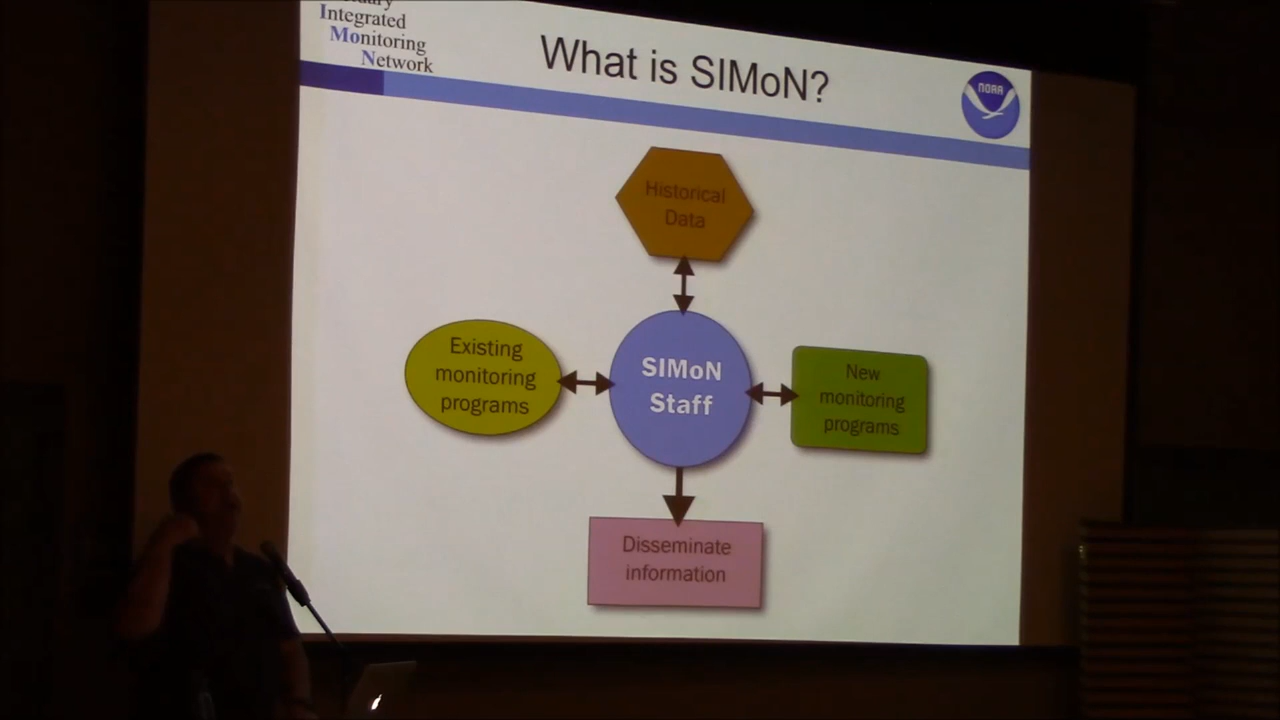 Integrated
Monitoring
Network
What is SIMoN?
NOAA
Historical
Data
Existing
monitoring
programs
SIMoN
Staff
New
monitoring
programs
Disseminate
information